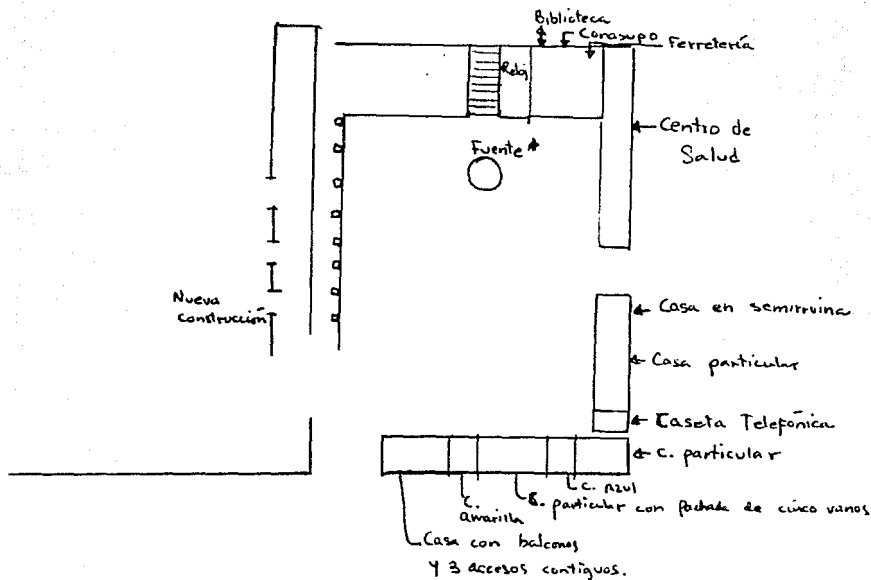 Biblioteca
Conasupo
Ferretería
Reloj
Centro de
Salud
Fuente
Nueva
construcción
Casa en semirruina
Casa particular
Caseta Telefónica
C. particular
C. azul
C. particular con fachada de cinco vanos
C.
amarilla
Casa con balcones
y 3 accesos contiguos.